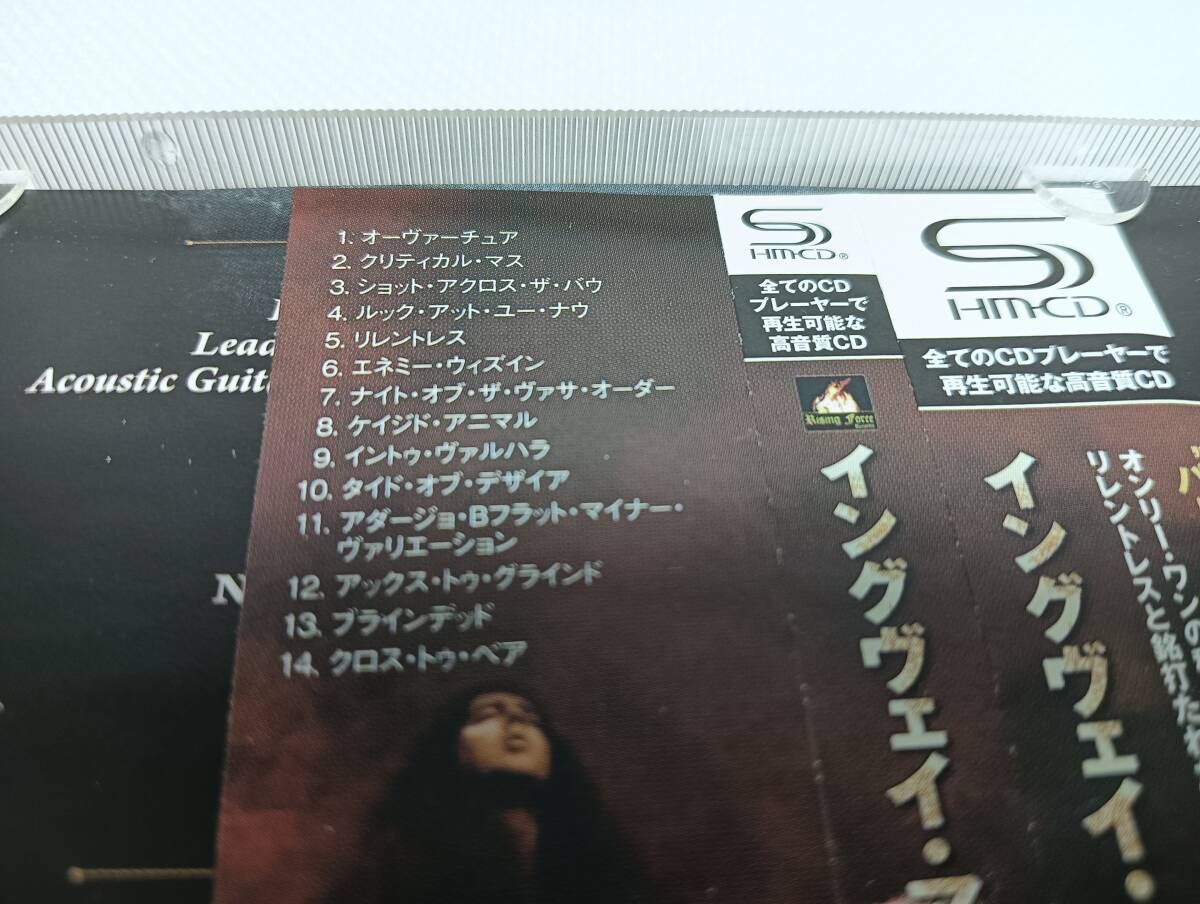 Lead
Acoustic Guit
N
1. オーヴァーチュア
2. クリティカル・マス
3. ショット・アクロス・ザ・バウ
4. ルック・アット・ユー・ナウ
5. リレントレス
6. エネミー・ウィズイン
7. ナイト・オブ・ザ・ヴァサ・オーダー
8. ケイジド・アニマル
9. イントゥ・ヴァルハラ
10. タイド・オブ・デザイア
11. アダージョ・Bフラット・マイナー・
ヴァリエーション
12. アックス・トゥ・グラインド
13. ブラインデッド
14. クロス・トゥ・ベア
HM-CD®
全てのCD
プレーヤーで
再生可能な
高音質CD
Rising Force
イングヴェイ・
HM-CD®
全てのCDプレーヤーで
再生可能な高音質CD
イングヴェイ・
オンリー・ワンの
リレントレスと銘打たれ